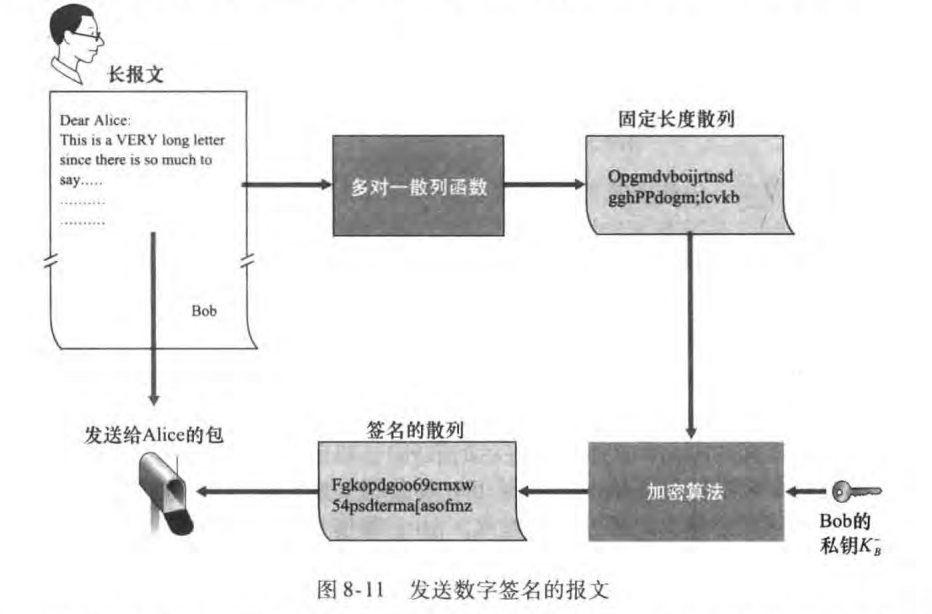 长报文
Dear Alice:
This is a VERY long letter
since there is so much to
say.....
..........
..........
Bob
多对一散列函数
固定长度散列
Opgmdvboijrtnsd
gghPPdogm;lcvkb
发送给Alice的包
签名的散列
Fgkopdgoo69cmxw
54psdterma[asofmz
加密算法
Bob的
私钥K_B^-
图 8-11 发送数字签名的报文